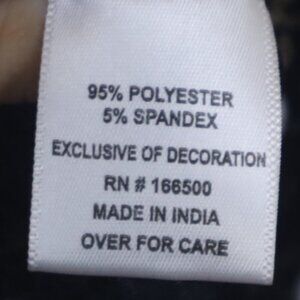 95% POLYESTER
5% SPANDEX
EXCLUSIVE OF DECORATION
RN # 166500
MADE IN INDIA
OVER FOR CARE